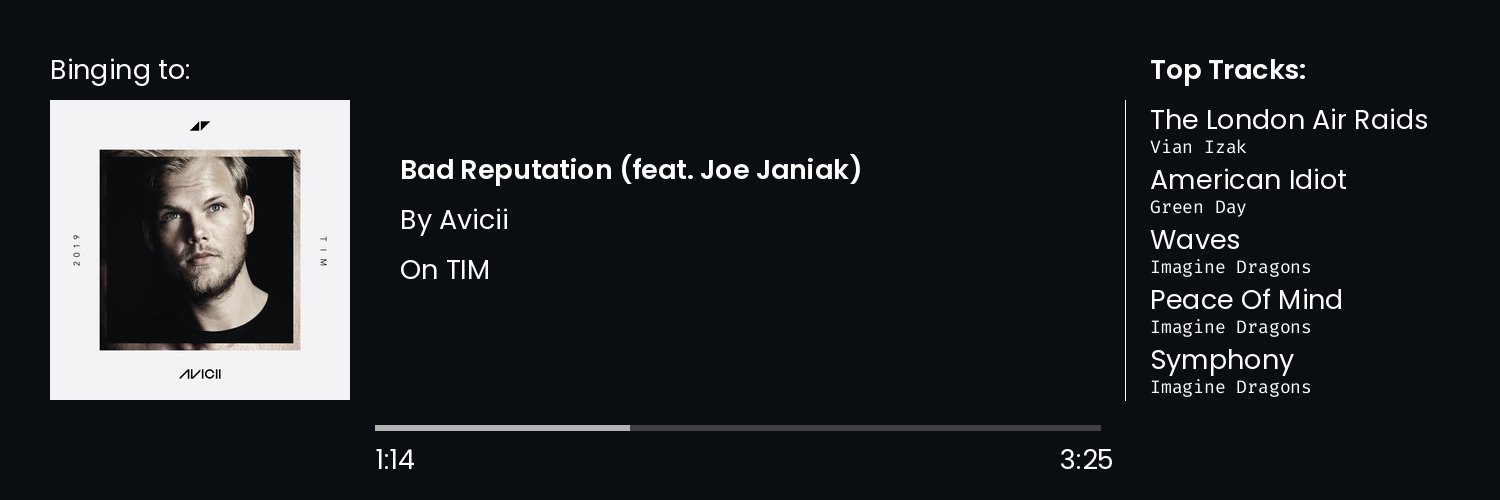 Binging to:
2019
TIM
AVICII
Bad Reputation (feat. Joe Janiak)
By Avicii
On TIM
1:14
3:25
Top Tracks:
The London Air Raids
Vian Izak
American Idiot
Green Day
Waves
Imagine Dragons
Peace Of Mind
Imagine Dragons
Symphony
Imagine Dragons